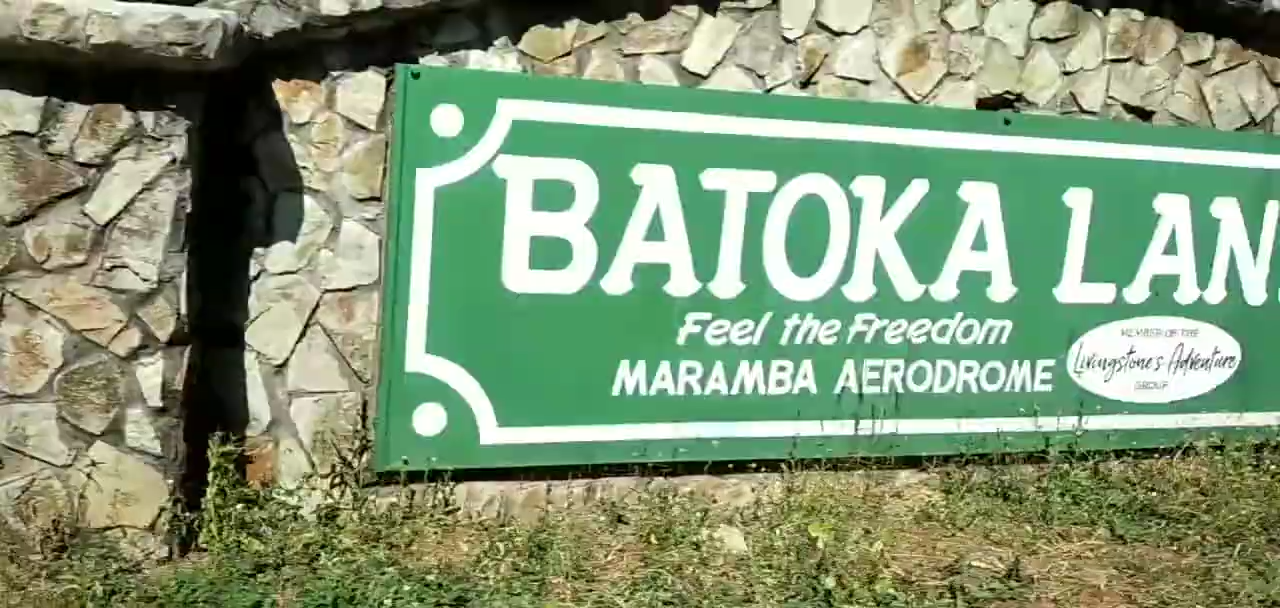 BATOKA LAN
Feel the Freedom
MARAMBA AERODROME
MEMBER OF THE
Livingstone's Adventure
GROUP